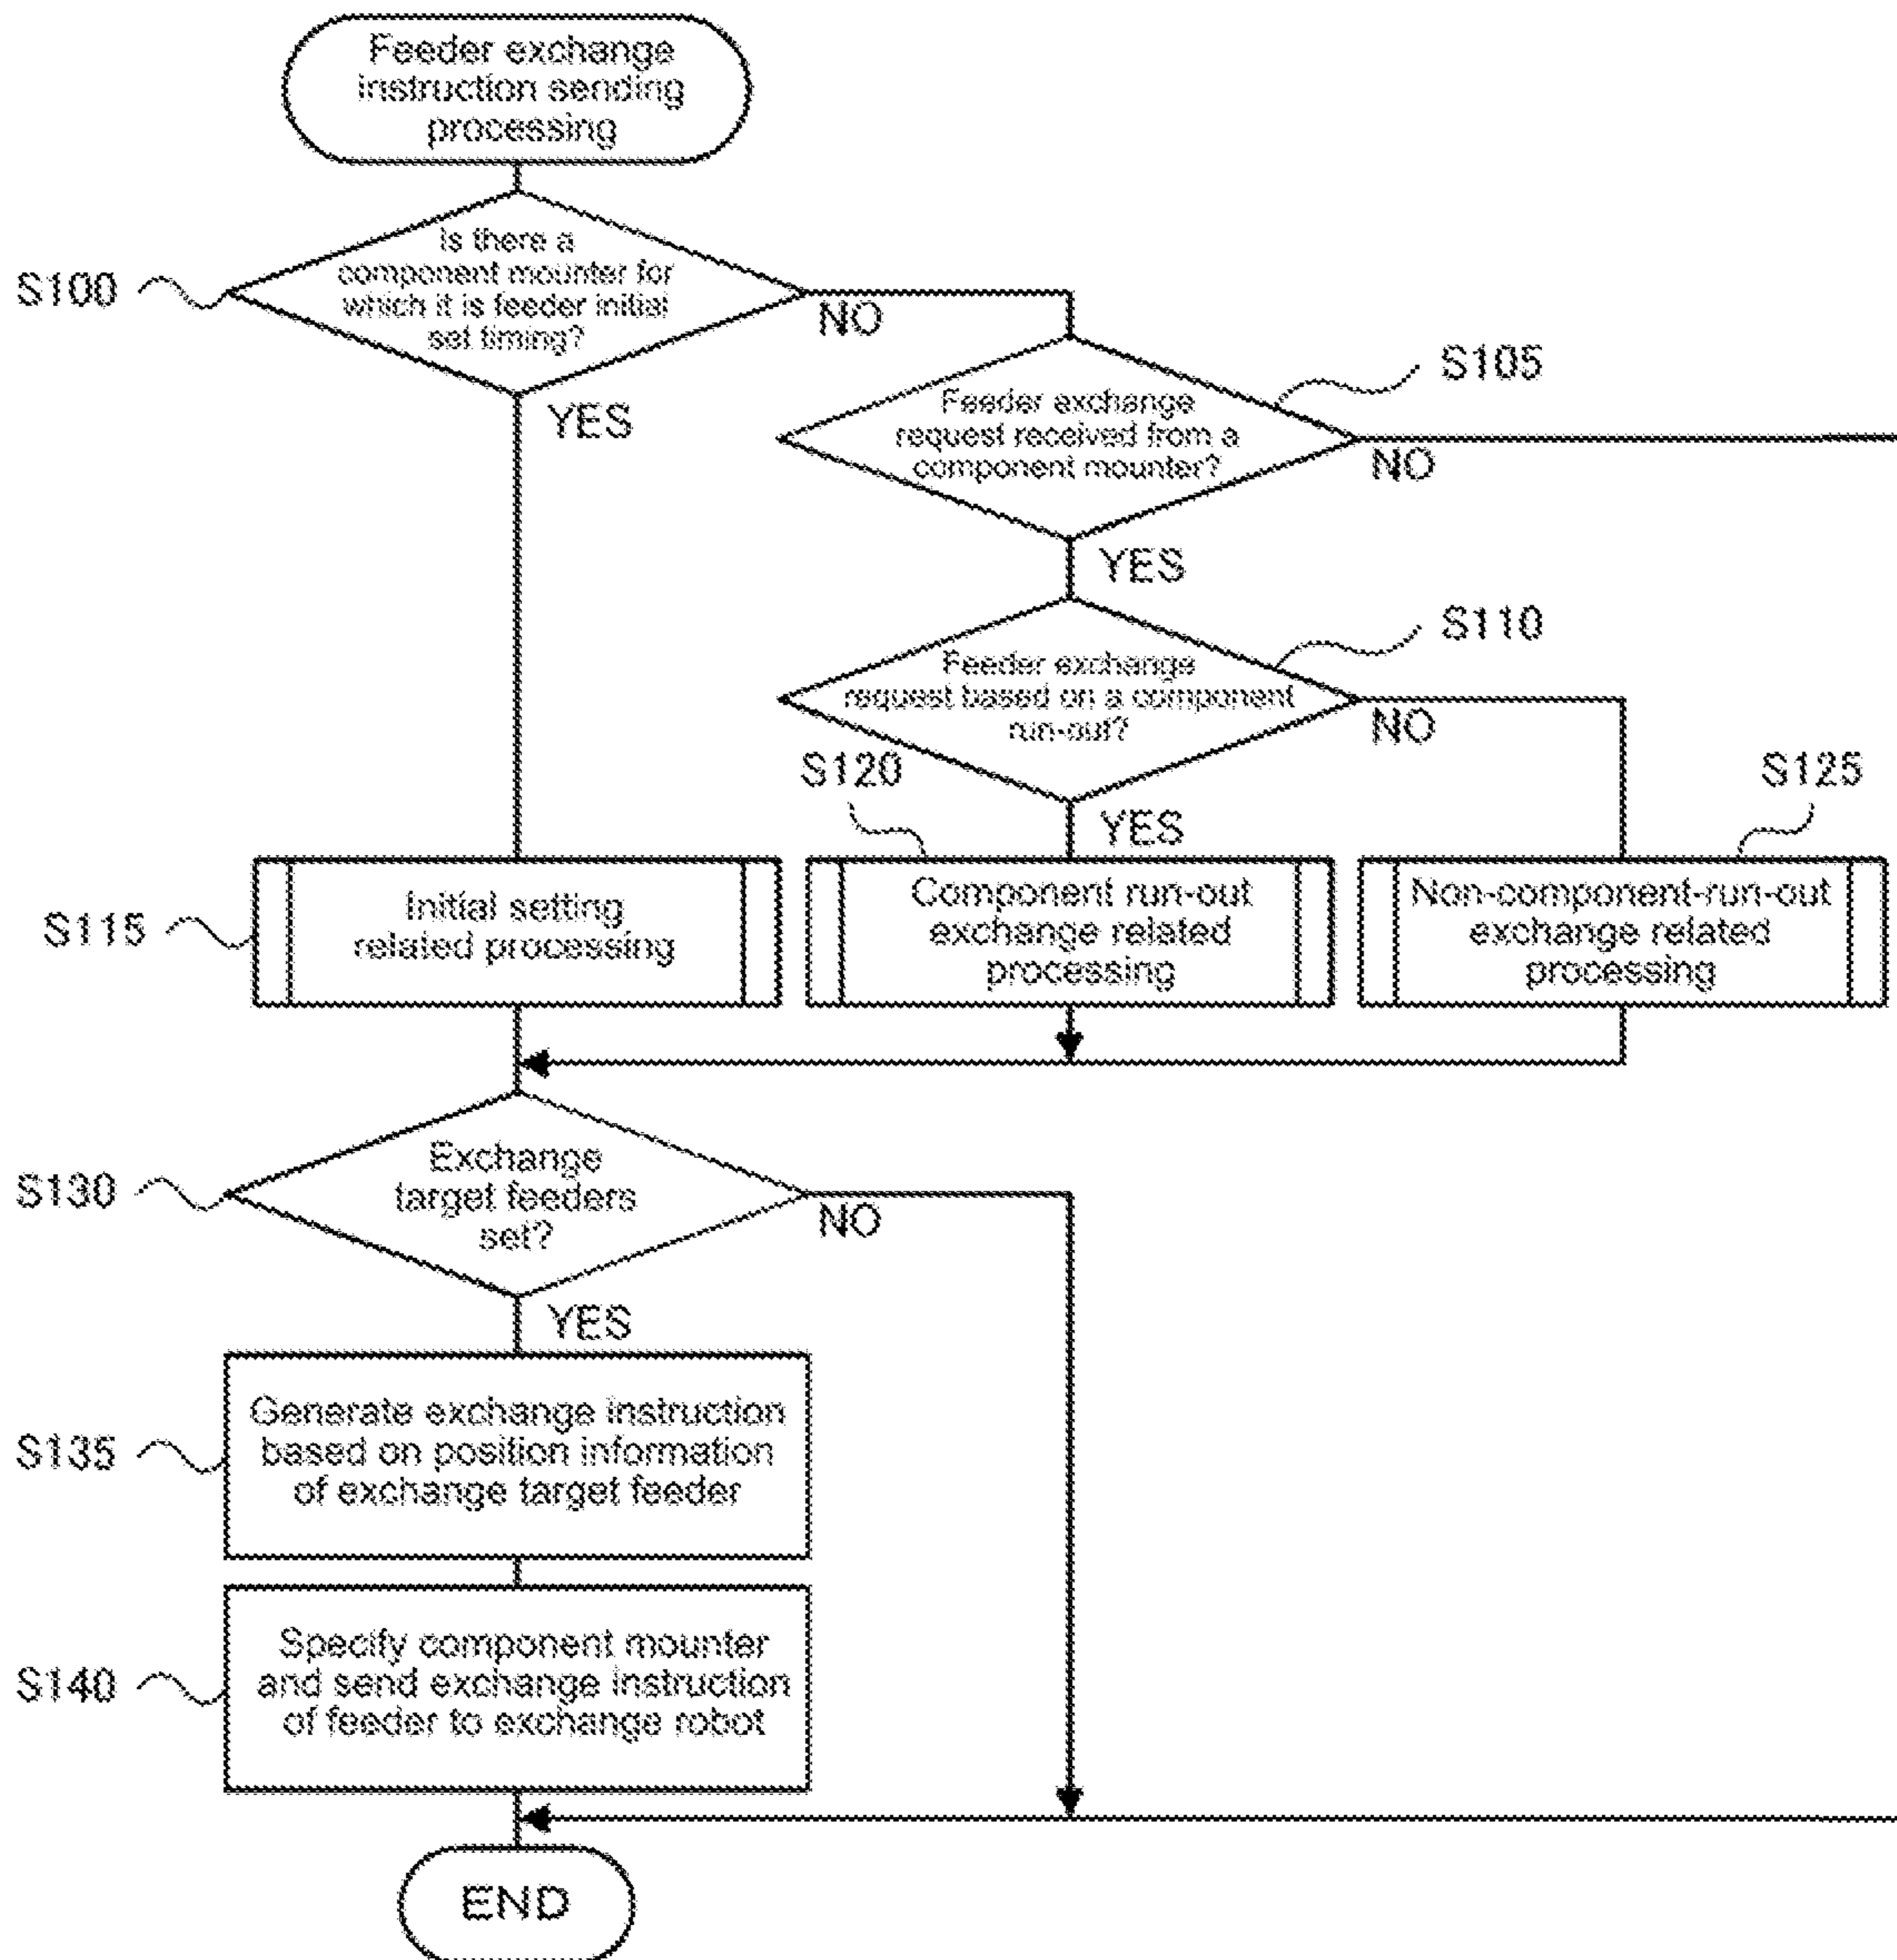 Feeder exchange
instruction sending
processing
S100
Is there a
component mounter for
which it is feeder initial
set timing?
NO
YES
S105
Feeder exchange
request received from a
component mounter?
NO
YES
S110
Feeder exchange
request based on a component
run-out?
NO
YES
S120
S125
S115
Initial setting
related processing
Component run-out
exchange related
processing
Non-component-run-out
exchange related
processing
S130
Exchange
target feeders
set?
NO
YES
S135
Generate exchange instruction
based on position information
of exchange target feeder
S140
Specify component mounter
and send exchange instruction
of feeder to exchange robot
END